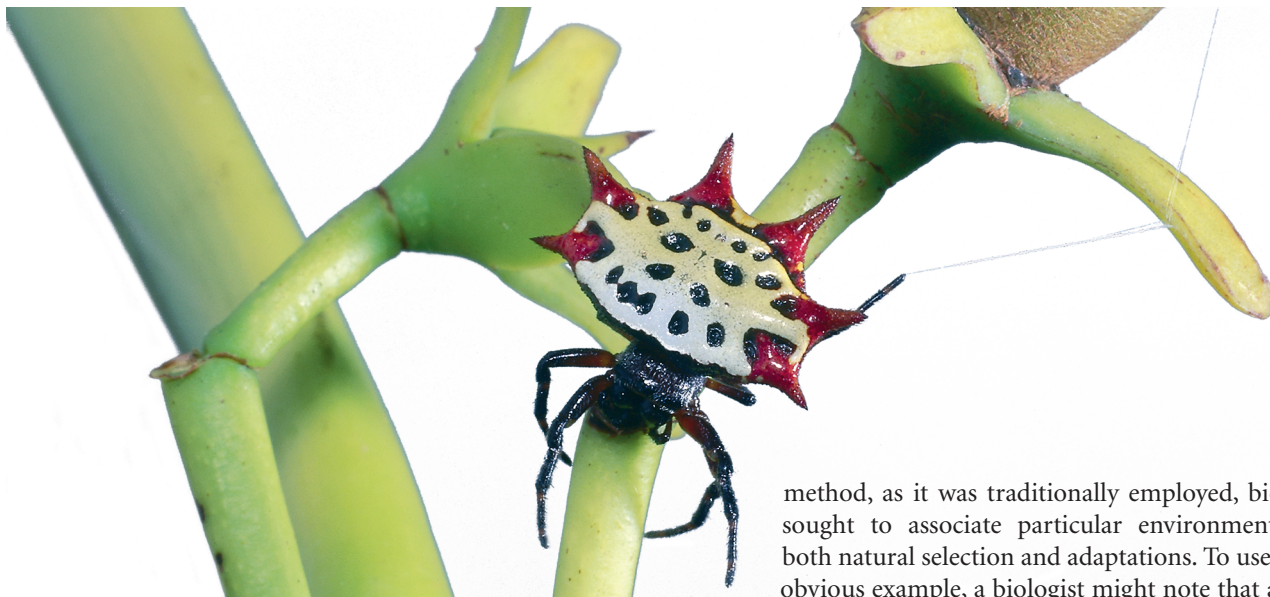 method, as it was traditionally employed,
sought to associate particular
both natural selection and adaptations. To use
obvious example, a biologist might note that